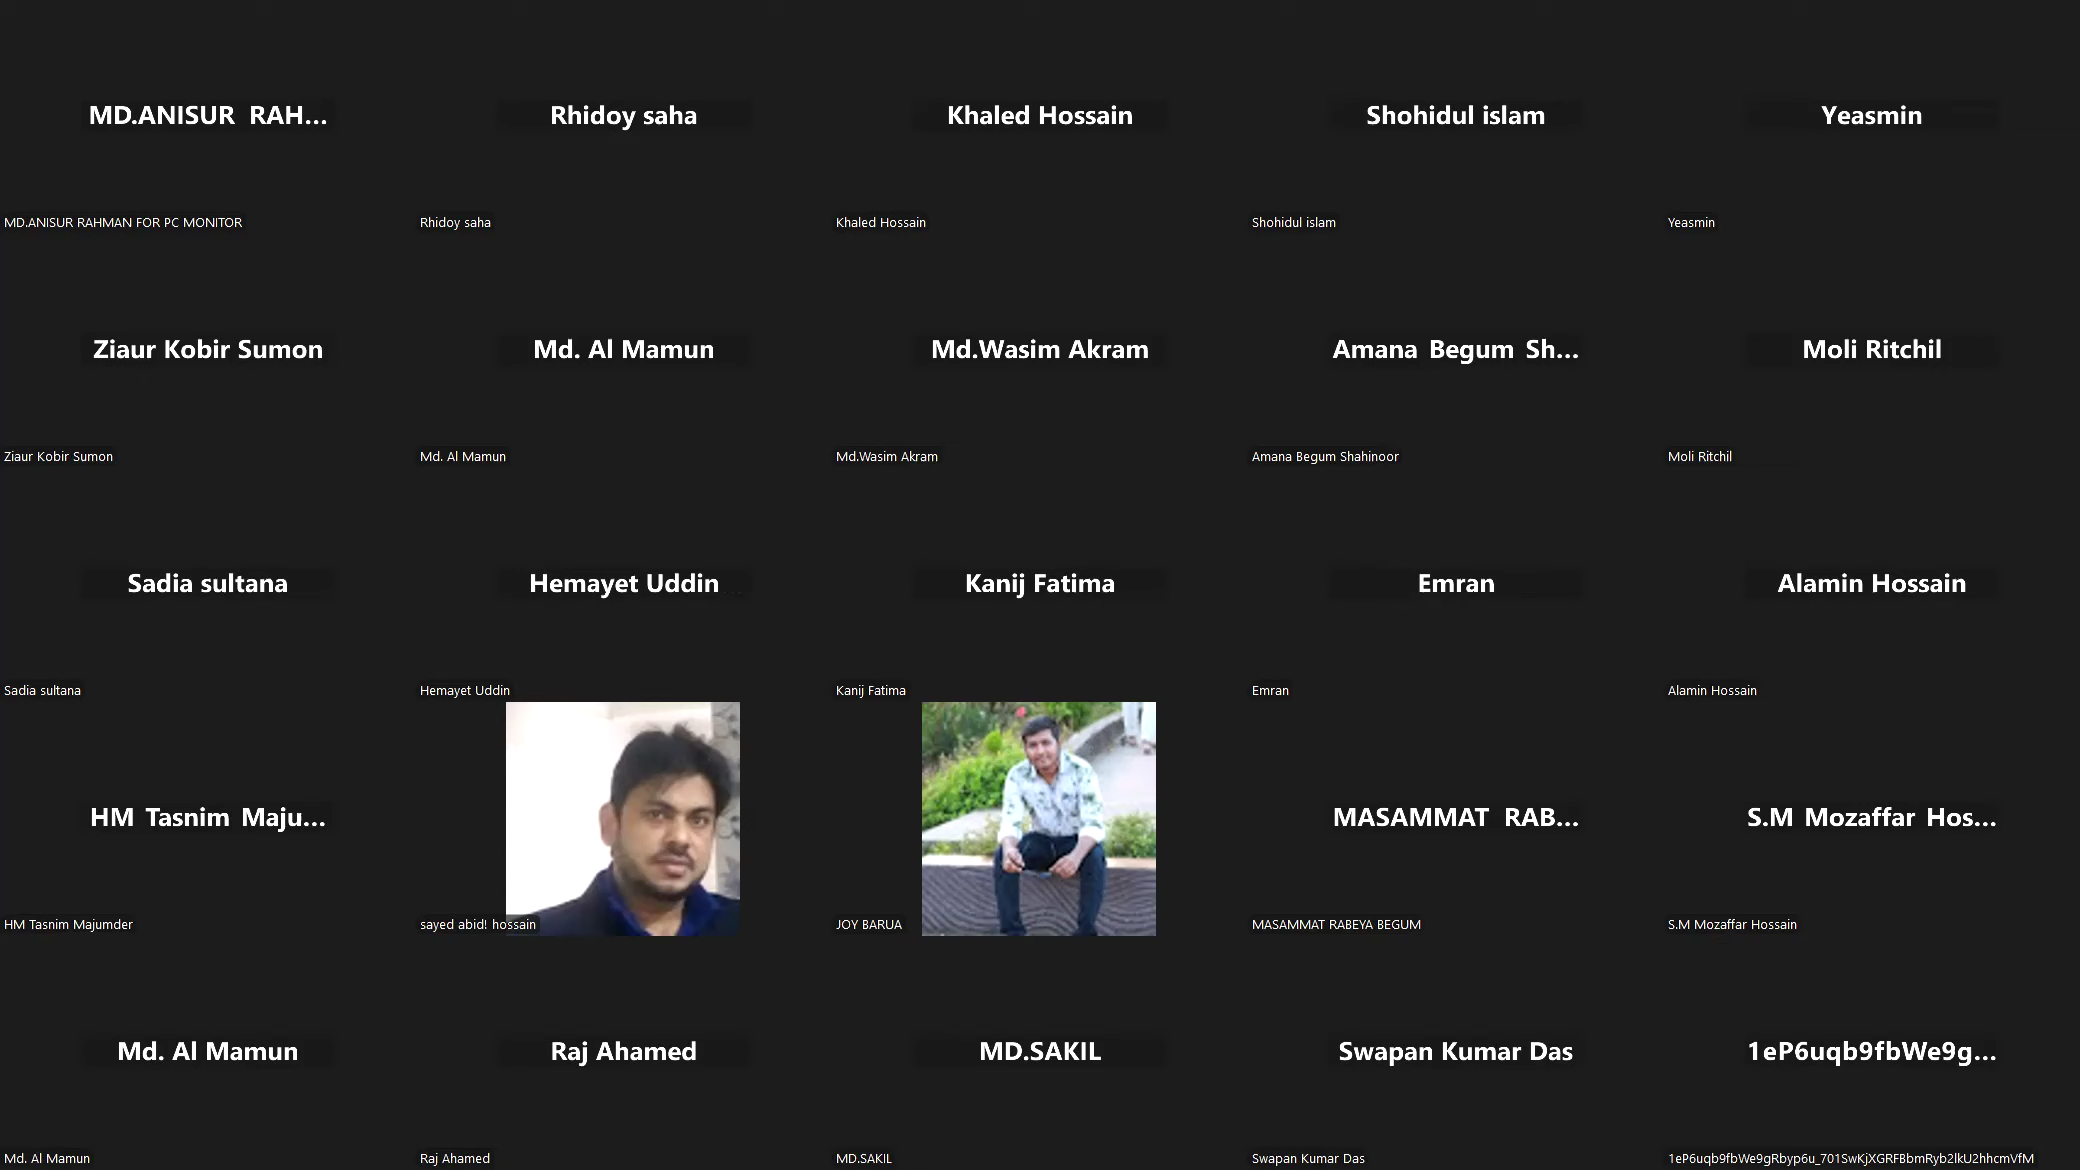 MD.ANISUR RAH...
Rhidoy saha
Khaled Hossain
Shohidul islam
Yeasmin
MD.ANISUR RAHMAN FOR PC MONITOR
Rhidoy saha
Khaled Hossain
Shohidul islam
Yeasmin
Ziaur Kobir Sumon
Md. Al Mamun
Md.Wasim Akram
Amana Begum Sh...
Moli Ritchil
Ziaur Kobir Sumon
Md. Al Mamun
Md.Wasim Akram
Amana Begum Shahinoor
Moli Ritchil
Sadia sultana
Hemayet Uddin
Kanij Fatima
Emran
Alamin Hossain
Sadia sultana
Hemayet Uddin
Kanij Fatima
Emran
Alamin Hossain
HM Tasnim Maju...
MASAMMAT RAB...
S.M Mozaffar Hos...
HM Tasnim Majumder
sayed abid! hossain
JOY BARUA
MASAMMAT RABEYA BEGUM
S.M Mozaffar Hossain
Md. Al Mamun
Raj Ahamed
MD.SAKIL
Swapan Kumar Das
1eP6uqb9fbWe9g...
Md. Al Mamun
Raj Ahamed
MD.SAKIL
Swapan Kumar Das
1eP6uqb9fbWe9gRbyp6u_701SwKjXGRFBbmRyb2lkU2hhcmVfM